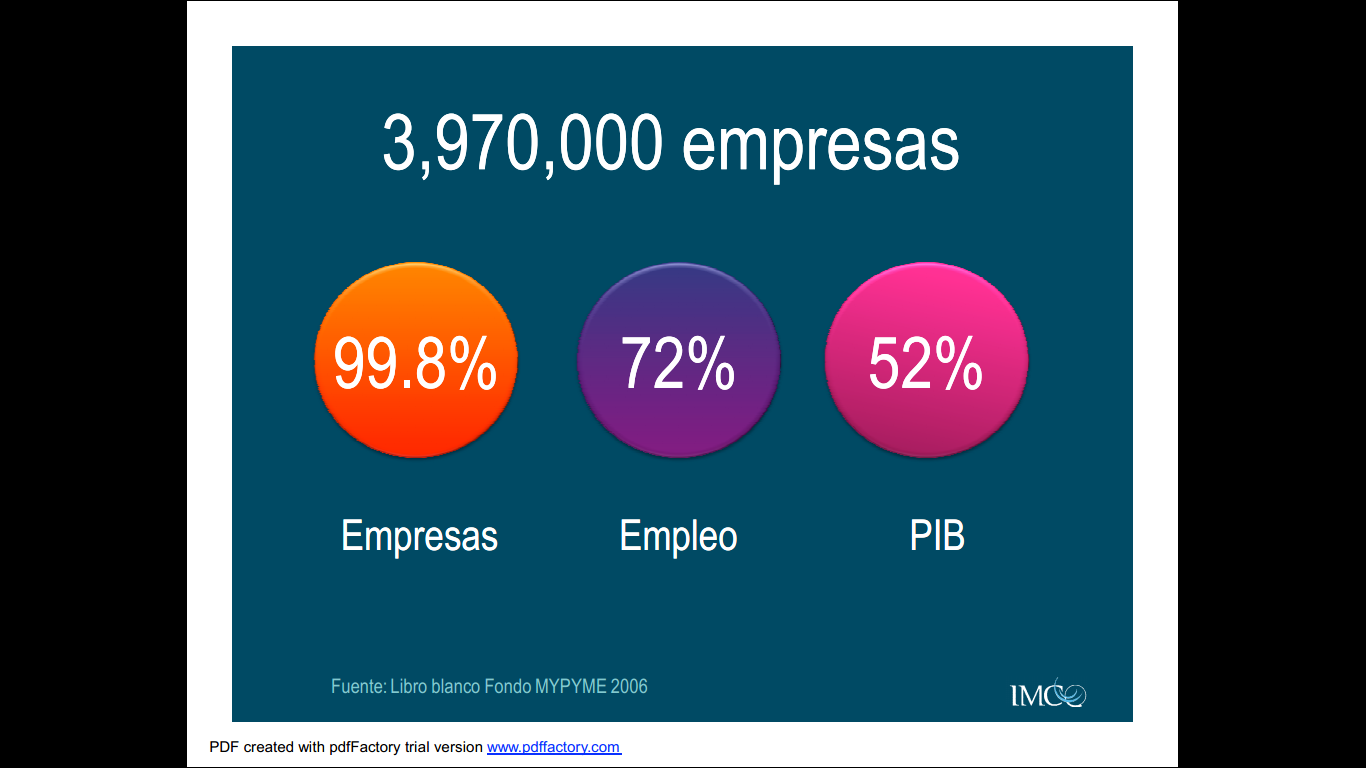 3,970,000 empresas
99.8% 72% 52%
Empresas Empleo PIB
Fuente: Libro blanco Fondo MYPYME 2006
IMCO
PDF created with pdfFactory trial version www.pdffactory.com